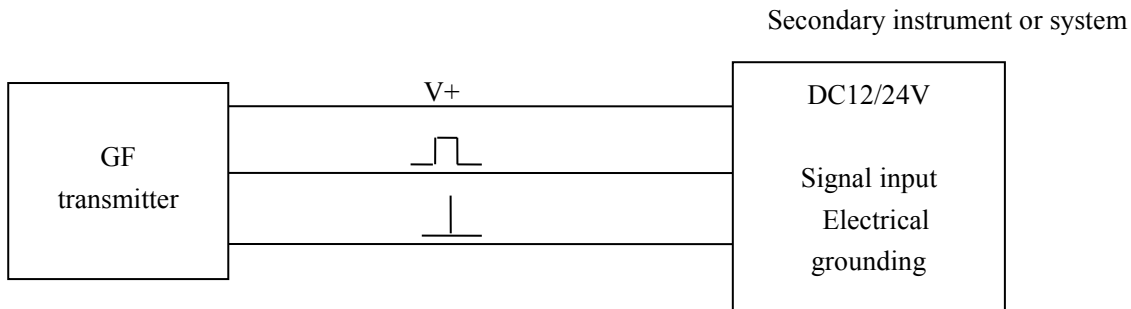 Secondary instrument or system
V+
DC12/24V
GF
transmitter
Signal input
Electrical
grounding